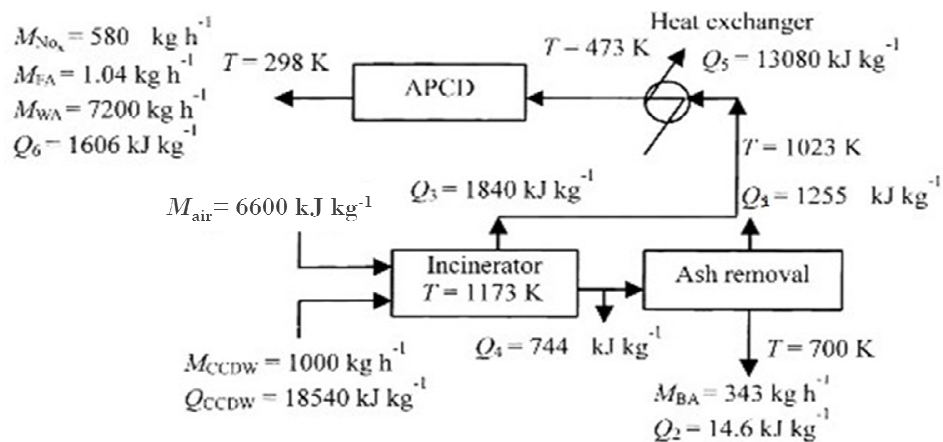 Heat exchanger
M_No_x = 580 kg h^-1
M_FA = 1.04 kg h^-1
M_WA = 7200 kg h^-1
Q_6 = 1606 kJ kg^-1
T = 298 K
APCD
T – 473 K
Q_5 = 13080 kJ kg^-1
T = 1023 K
M_air = 6600 kJ kg^-1
Q_3 = 1840 kJ kg^-1
Q_1 = 1255 kJ kg^-1
Incinerator
T = 1173 K
Ash removal
M_CCDW = 1000 kg h^-1
Q_CCDW = 18540 kJ kg^-1
Q_4 = 744 kJ kg^-1
T = 700 K
M_BA = 343 kg h^-1
Q_2 = 14.6 kJ kg^-1